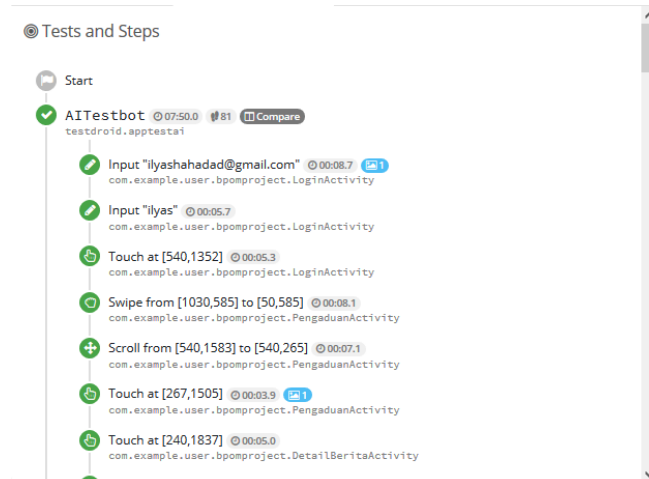 Tests and Steps
Start
AITestbot 07:50.0 81 Compare
testdroid.apptestai
Input "ilyashahadad@gmail.com" 00:08.7 1
com.example.user.bpomproject.LoginActivity
Input "ilyas" 00:05.7
com.example.user.bpomproject.LoginActivity
Touch at [540,1352] 00:05.3
com.example.user.bpomproject.LoginActivity
Swipe from [1030,585] to [50,585] 00:08.1
com.example.user.bpomproject.PengaduanActivity
Scroll from [540,1583] to [540,265] 00:07.1
com.example.user.bpomproject.PengaduanActivity
Touch at [267,1505] 00:03.9 1
com.example.user.bpomproject.PengaduanActivity
Touch at [240,1837] 00:05.0
com.example.user.bpomproject.DetailBeritaActivity